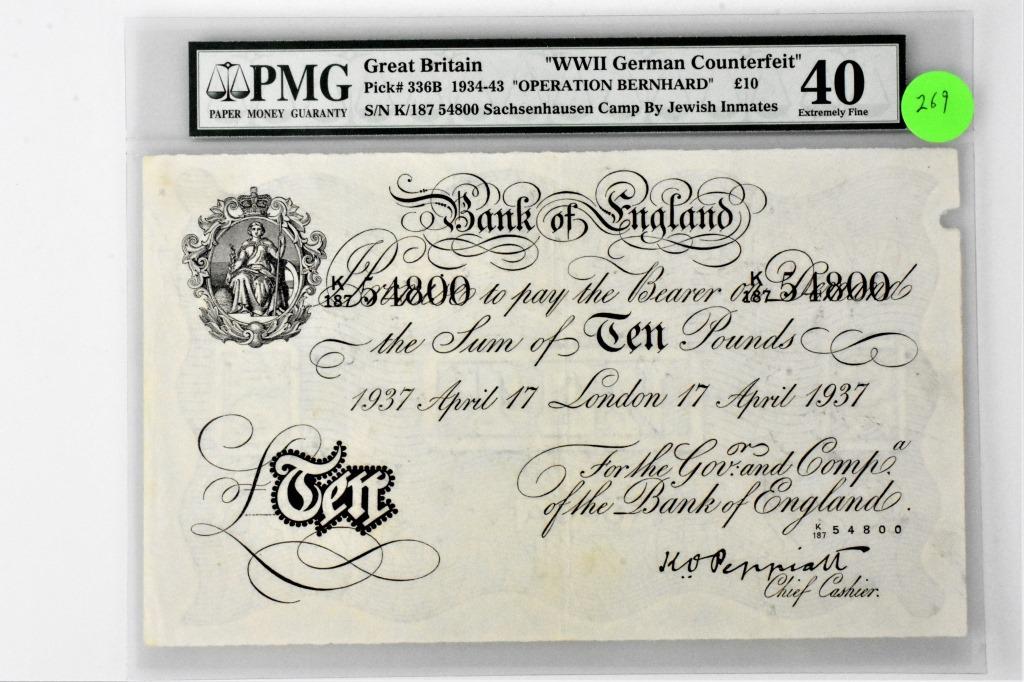 PMG
PAPER MONEY GUARANTY
Great Britain "WWII German Counterfeit"
Pick# 336B 1934-43 "OPERATION BERNHARD" £10
S/N K/187 54800 Sachsenhausen Camp By Jewish Inmates
40
Extremely Fine
269
Bank of England
K/187 54800 K/187 54800
I Promise to pay the Bearer on Demand
the Sum of Ten Pounds
1937 April 17 London 17 April 1937
For the Govr. and Compa.
of the Bank of England.
£Ten
K/187 54800
K.O. Peppiatt
Chief Cashier.